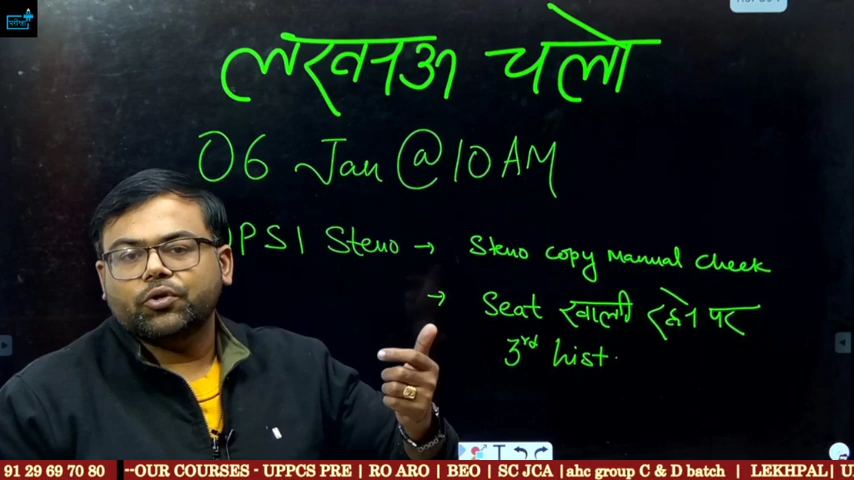 परीक्षा
लखनऊ चलो
06 Jan @ 10 AM
UPSI Steno → Steno copy Manual Check
→ Seat खाली रहने पर
3rd list.
91 29 69 70 80 --OUR COURSES - UPPCS PRE | RO ARO | BEO | SC JCA |ahc group C & D batch | LEKHPAL|